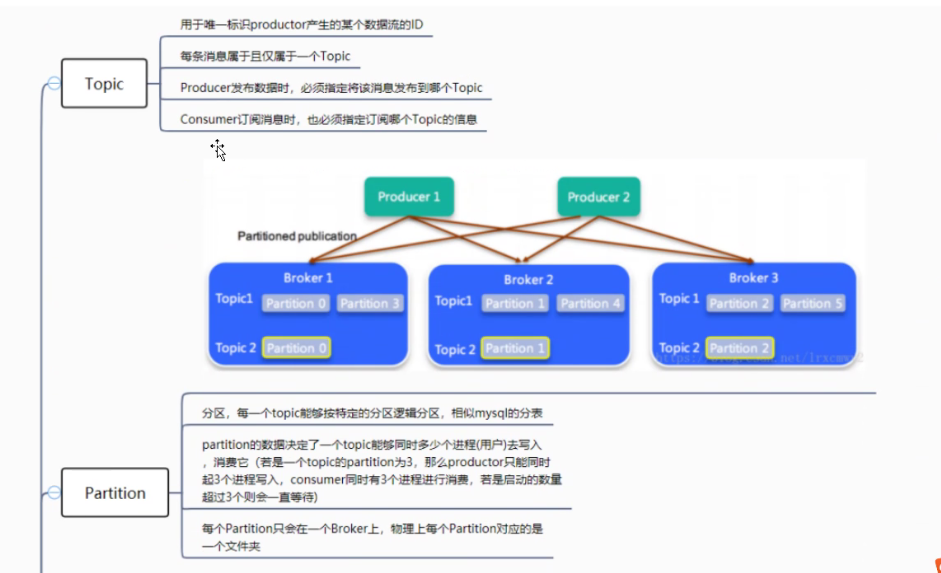 用于唯一标识productor产生的某个数据流的ID
每条消息属于且仅属于一个Topic
Topic
Producer发布数据时，必须指定将该消息发布到哪个Topic
Consumer订阅消息时，也必须指定订阅哪个Topic的信息
Producer 1
Producer 2
Partitioned publication
Broker 1
Topic1 Partition 0 Partition 3
Topic 2 Partition 0
Broker 2
Topic1 Partition 1 Partition 4
Topic 2 Partition 1
Broker 3
Topic 1 Partition 2 Partition 5
Topic 2 Partition 2
分区，每一个topic能够按特定的分区逻辑分区，相似mysql的分表
partition的数据决定了一个topic能够同时多少个进程(用户)去写入
，消费它（若是一个topic的partition为3，那么productor只能同时
起3个进程写入，consumer同时有3个进程进行消费，若是启动的数量
超过3个则会一直等待)
Partition
每个Partition只会在一个Broker上，物理上每个Partition对应的是
一个文件夹